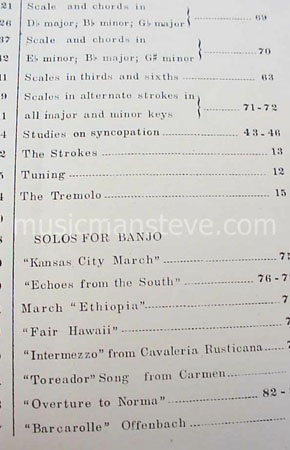 21 Scale and chords in
26 D♭ major; B♭ minor; G♭ major 69
37 Scale and chords in
42 E♭ minor; B♭ major; G♯ minor 70
41 Scales in thirds and sixths 63
9 Scales in alternate strokes in
1 all major and minor keys 71-72
4 Studies on syncopation 43-46
2 The Strokes 13
Tuning 12
4 The Tremolo 15
musicmansteve.com
SOLOS FOR BANJO
"Kansas City March" 7
"Echoes from the South" 76-7
March "Ethiopia" 7
"Fair Hawaii" 7
"Intermezzo" from Cavaleria Rusticana 7
"Toreador" Song from Carmen
"Overture to Norma" 82-
"Barcarolle" Offenbach